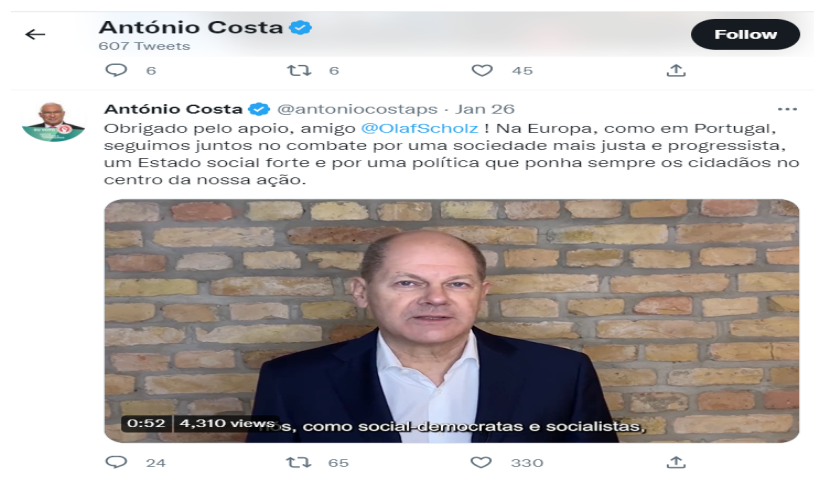 António Costa
607 Tweets
Follow
6 6 45
António Costa @antoniocostaps · Jan 26
Obrigado pelo apoio, amigo @OlafScholz ! Na Europa, como em Portugal,
seguimos juntos no combate por uma sociedade mais justa e progressista,
um Estado social forte e por uma política que ponha sempre os cidadãos no
centro da nossa ação.
0:52 4,310 views
nós, como social-democratas e socialistas,
24 65 330